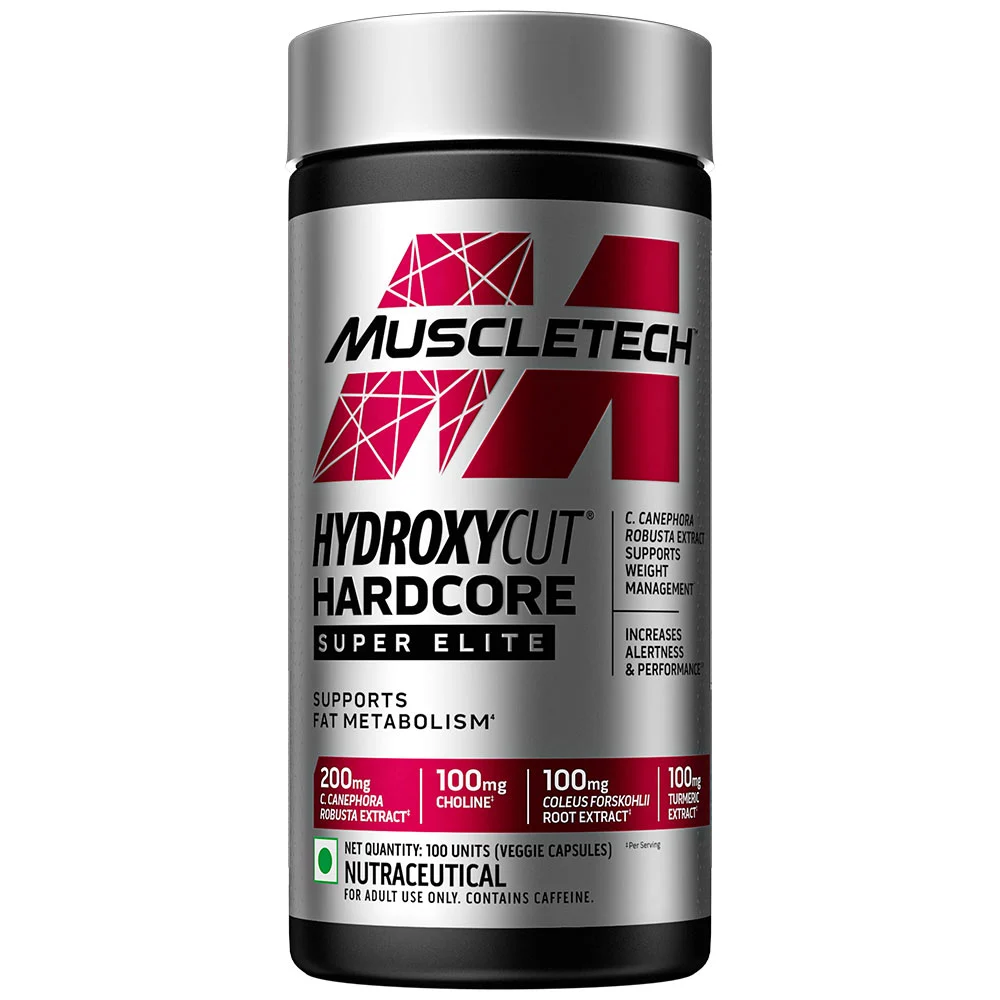 MUSCLETECH™
HYDROXYCUT®
HARDCORE
SUPER ELITE
C. CANEPHORA
ROBUSTA EXTRACT
SUPPORTS
WEIGHT
MANAGEMENT
INCREASES
ALERTNESS
& PERFORMANCE
SUPPORTS
FAT METABOLISM⁴
200mg
C. CANEPHORA
ROBUSTA EXTRACT‡
100mg
CHOLINE‡
100mg
COLEUS FORSKOHLII
ROOT EXTRACT‡
100mg
TURMERIC
EXTRACT‡
‡Per Serving
NET QUANTITY: 100 UNITS (VEGGIE CAPSULES)
NUTRACEUTICAL
FOR ADULT USE ONLY. CONTAINS CAFFEINE.